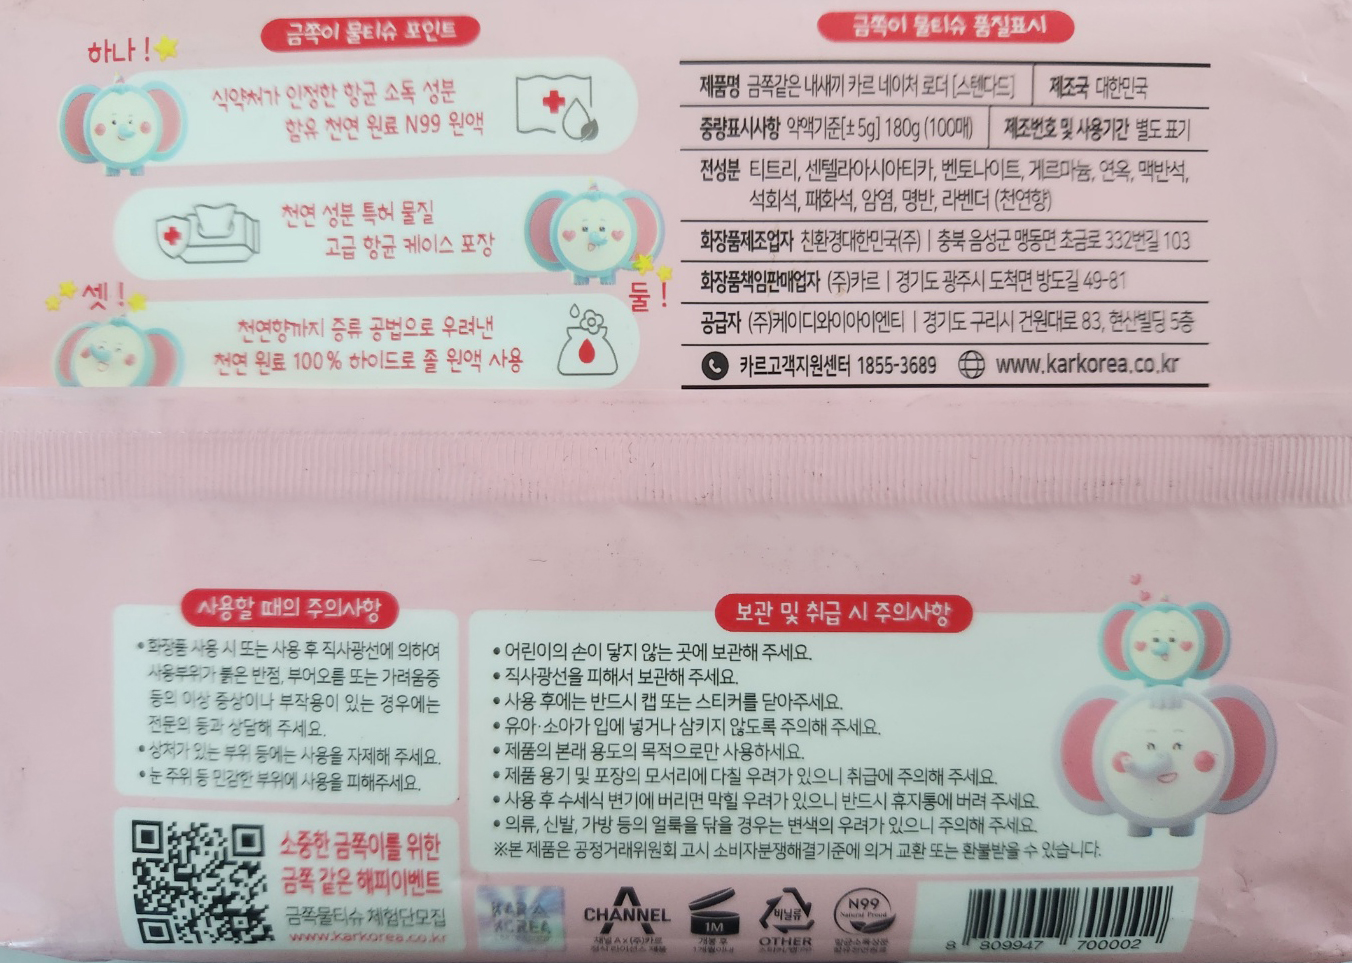 금쪽이 물티슈 포인트
하나!
식약처가 인정한 항균 소독 성분
함유 천연 원료 N99 원액
천연 성분 특허 물질
고급 항균 케이스 포장
둘!
셋!
천연향까지 증류 공법으로 우려낸
천연 원료 100% 하이드로 졸 원액 사용
금쪽이 물티슈 품질표시
제품명 금쪽같은 내새끼 카르 네이처 로더 [스텐다드] 제조국 대한민국
중량표시사항 약액기준[±5g] 180g (100매) 제조번호 및 사용기간 별도 표기
전성분 티트리, 센텔라아시아티카, 벤토나이트, 게르마늄, 연옥, 맥반석,
석회석, 패화석, 암염, 명반, 라벤더 (천연향)
화장품제조업자 친환경대한민국(주) | 충북 음성군 맹동면 초금로 332번길 103
화장품책임판매업자 (주)카르 | 경기도 광주시 도척면 방도길 49-81
공급자 (주)케이디와이아이엔티 | 경기도 구리시 건원대로 83, 현산빌딩 5층
카르고객지원센터 1855-3689 www.karkorea.co.kr
사용할 때의 주의사항
• 화장품 사용 시 또는 사용 후 직사광선에 의하여
사용부위가 붉은 반점, 부어오름 또는 가려움증
등의 이상 증상이나 부작용이 있는 경우에는
전문의 등과 상담해 주세요.
• 상처가 있는 부위 등에는 사용을 자제해 주세요.
• 눈 주위 등 민감한 부위에 사용을 피해주세요.
보관 및 취급 시 주의사항
• 어린이의 손이 닿지 않는 곳에 보관해 주세요.
• 직사광선을 피해서 보관해 주세요.
• 사용 후에는 반드시 캡 또는 스티커를 닫아주세요.
• 유아·소아가 입에 넣거나 삼키지 않도록 주의해 주세요.
• 제품의 본래 용도의 목적으로만 사용하세요.
• 제품 용기 및 포장의 모서리에 다칠 우려가 있으니 취급에 주의해 주세요.
• 사용 후 수세식 변기에 버리면 막힐 우려가 있으니 반드시 휴지통에 버려 주세요.
• 의류, 신발, 가방 등의 얼룩을 닦을 경우는 변색의 우려가 있으니 주의해 주세요.
※본 제품은 공정거래위원회 고시 소비자분쟁해결기준에 의거 교환 또는 환불받을 수 있습니다.
소중한 금쪽이를 위한
금쪽 같은 해피이벤트
금쪽물티슈 체험단모집
www.karkorea.co.kr
KARA
KOREA
A
CHANNEL
채널A x (주)카르
정식 라이선스 제품
1M
개봉 후
1개월이내
비닐류
OTHER
N99
Natural Proud
항균소독성분
8 809947 700002